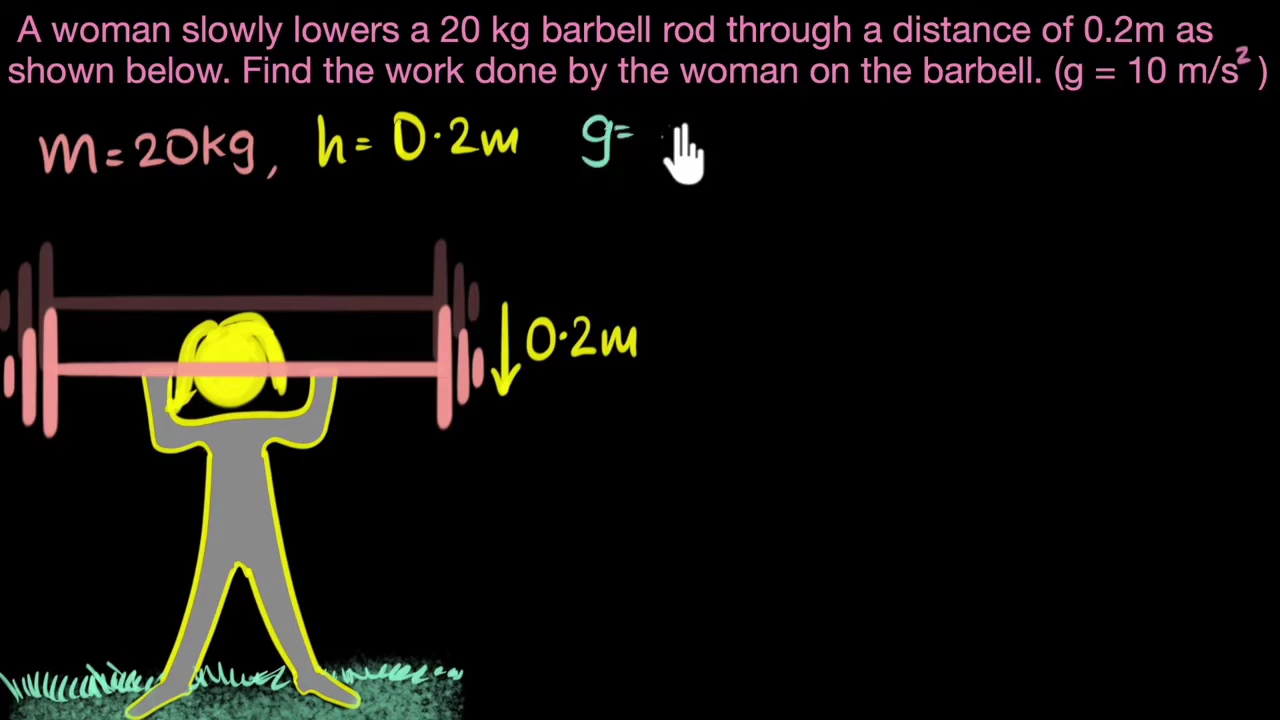 A woman slowly lowers a 20 kg barbell rod through a distance of 0.2m as
shown below. Find the work done by the woman on the barbell. (g = 10 m/s²)
m = 20kg, h = 0.2m g =
0.2m